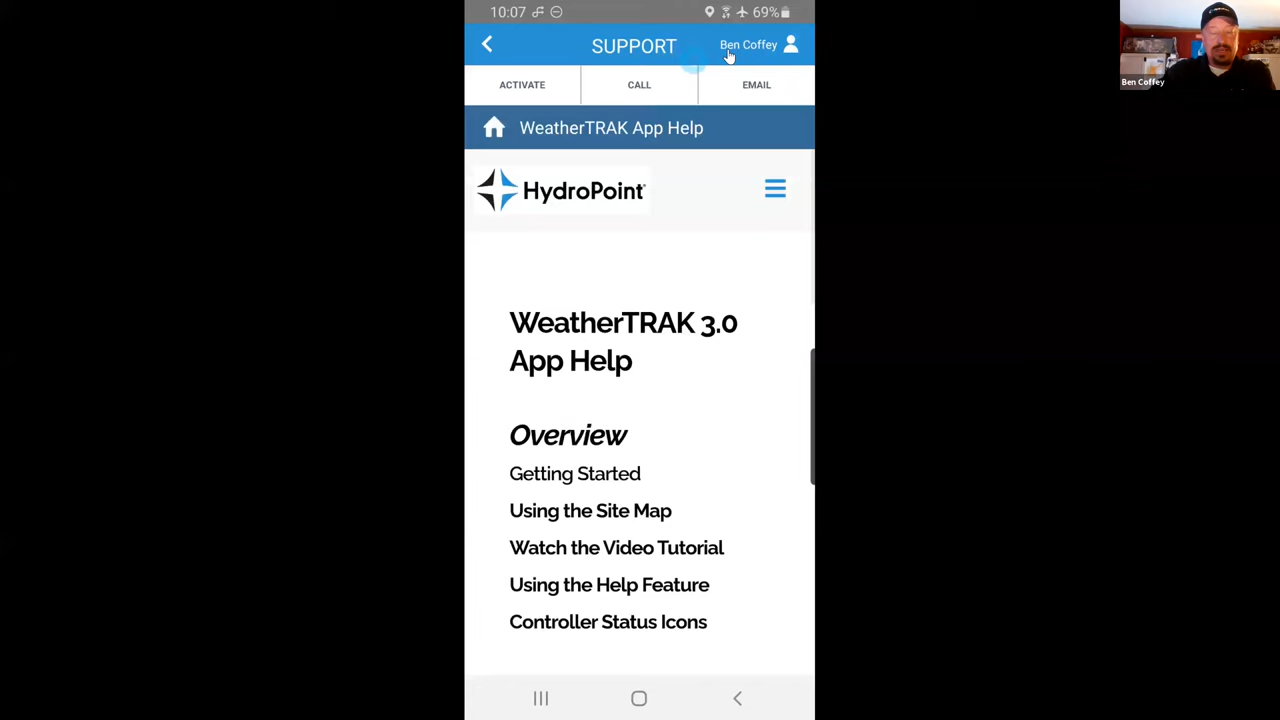 10:07
69%
SUPPORT
Ben Coffey
ACTIVATE
CALL
EMAIL
WeatherTRAK App Help
HydroPoint
WeatherTRAK 3.0
App Help
Overview
Getting Started
Using the Site Map
Watch the Video Tutorial
Using the Help Feature
Controller Status Icons
Ben Coffey